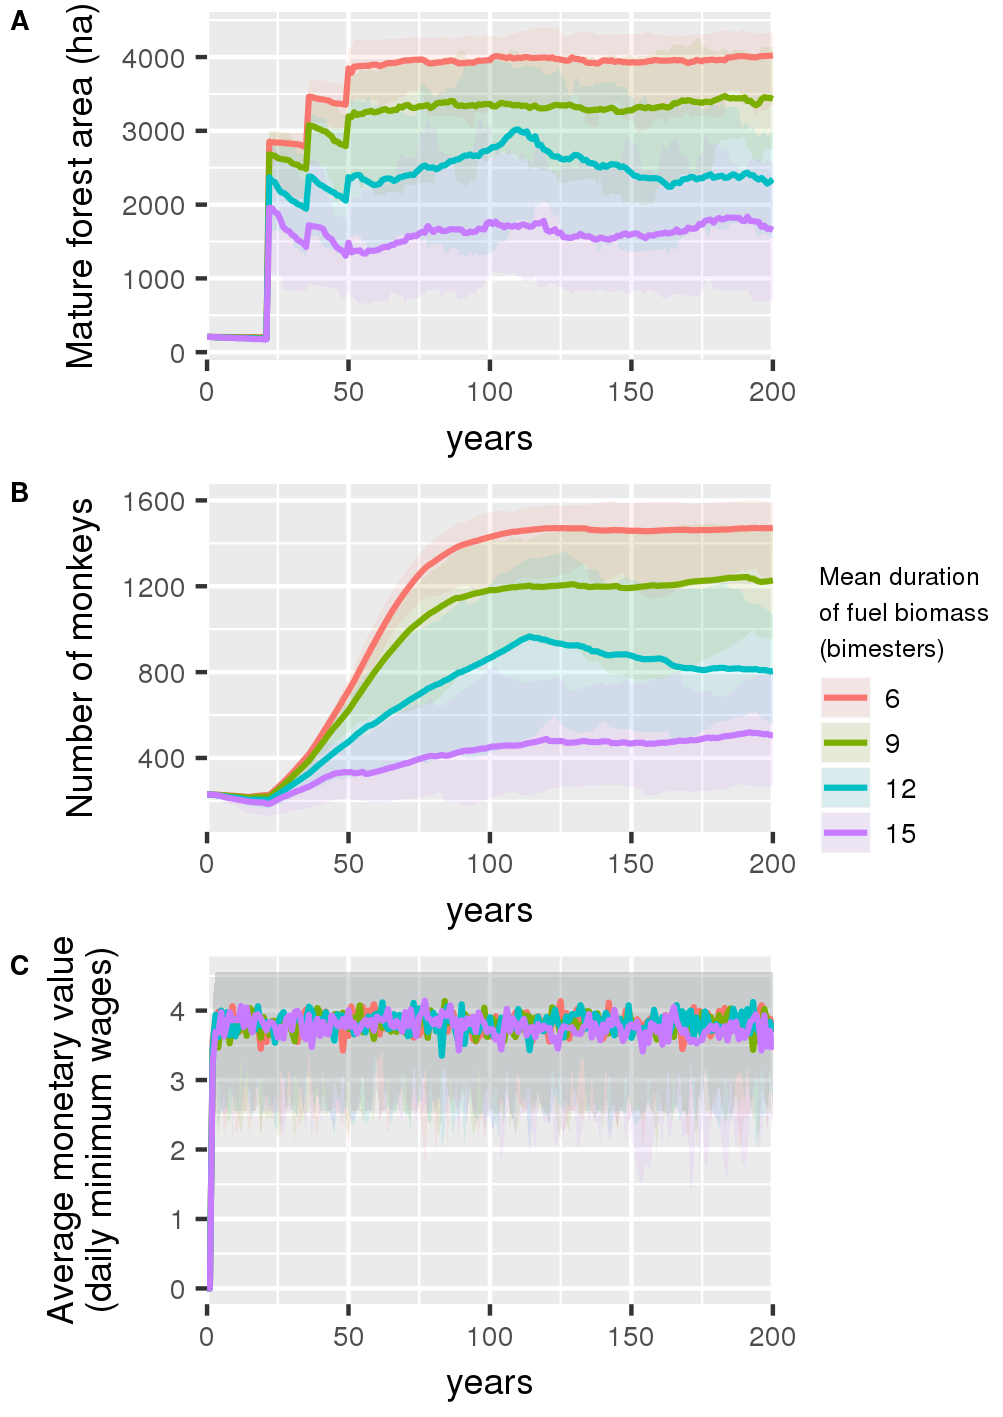 A
Mature forest area (ha)
4000
3000
2000
1000
0
0 50 100 150 200
years
B
Number of monkeys
1600
1200
800
400
0 50 100 150 200
years
Mean duration
of fuel biomass
(bimesters)
6
9
12
15
C
Average monetary value
(daily minimum wages)
4
3
2
1
0
0 50 100 150 200
years